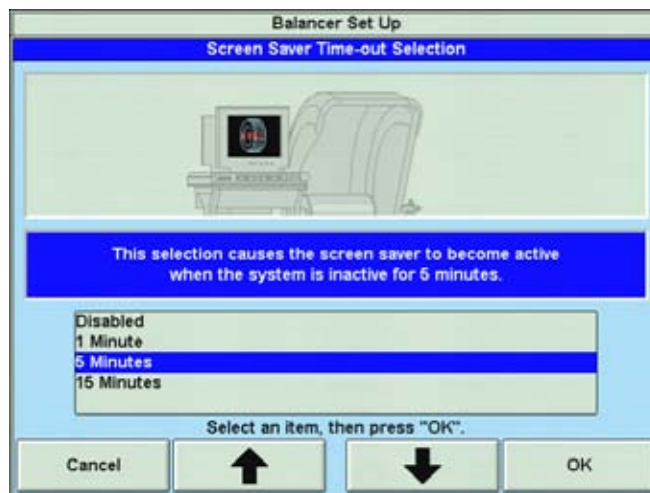 Balancer Set Up
Screen Saver Time-out Selection
This selection causes the screen saver to become active
when the system is inactive for 5 minutes.
Disabled
1 Minute
5 Minutes
15 Minutes
Select an item, then press "OK".
Cancel
OK